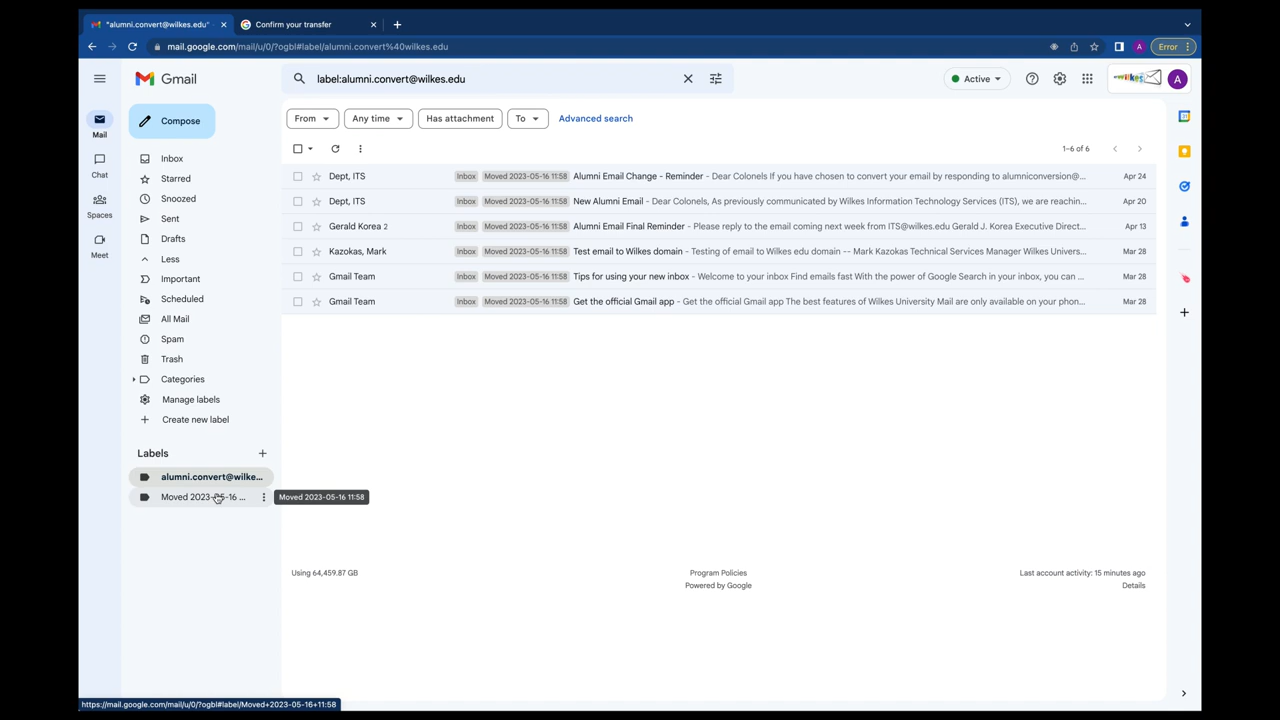 "alumni.convert@wilkes.edu"
Confirm your transfer
mail.google.com/mail/u/0/?ogbl#label/alumni.convert%40wilkes.edu
A
Error
Gmail
label:alumni.convert@wilkes.edu
Active
Wilkes
A
Compose
Mail
Chat
Spaces
Meet
Inbox
Starred
Snoozed
Sent
Drafts
Less
Important
Scheduled
All Mail
Spam
Trash
Categories
Manage labels
Create new label
Labels
alumni.convert@wilke...
Moved 2023-05-16 ...
Moved 2023-05-16 11:58
From
Any time
Has attachment
To
Advanced search
1–6 of 6
Dept, ITS Inbox Moved 2023-05-16 11:58 Alumni Email Change - Reminder - Dear Colonels If you have chosen to convert your email by responding to alumniconversion@... Apr 24
Dept, ITS Inbox Moved 2023-05-16 11:58 New Alumni Email - Dear Colonels, As previously communicated by Wilkes Information Technology Services (ITS), we are reachin... Apr 20
Gerald Korea 2 Inbox Moved 2023-05-16 11:58 Alumni Email Final Reminder - Please reply to the email coming next week from ITS@wilkes.edu Gerald J. Korea Executive Direct... Apr 13
Kazokas, Mark Inbox Moved 2023-05-16 11:58 Test email to Wilkes domain - Testing of email to Wilkes edu domain -- Mark Kazokas Technical Services Manager Wilkes Univers... Mar 28
Gmail Team Inbox Moved 2023-05-16 11:58 Tips for using your new inbox - Welcome to your inbox Find emails fast With the power of Google Search in your inbox, you can ... Mar 28
Gmail Team Inbox Moved 2023-05-16 11:58 Get the official Gmail app - Get the official Gmail app The best features of Wilkes University Mail are only available on your phon... Mar 28
Using 64,459.87 GB
Program Policies
Powered by Google
Last account activity: 15 minutes ago
Details
https://mail.google.com/mail/u/0/?ogbl#label/Moved+2023-05-16+11:58